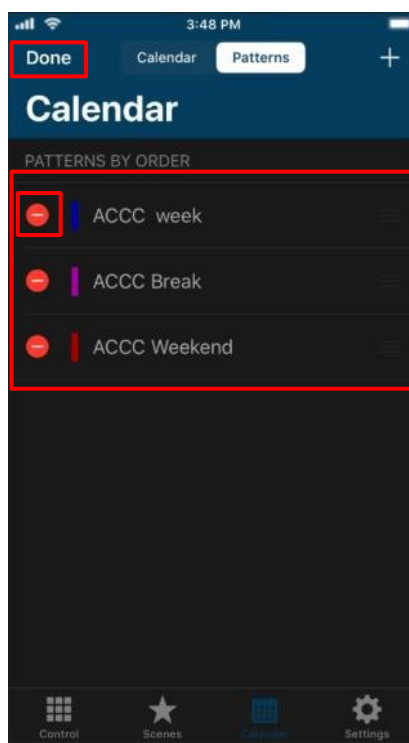 3:48 PM
Done Calendar Patterns +
Calendar
PATTERNS BY ORDER
ACCC week
ACCC Break
ACCC Weekend
Control Scenes Calendar Settings